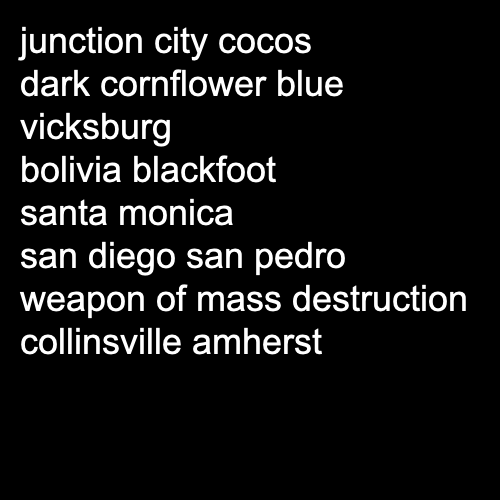 junction city cocos
dark cornflower blue
vicksburg
bolivia blackfoot
santa monica
san diego san pedro
weapon of mass destruction
collinsville amherst